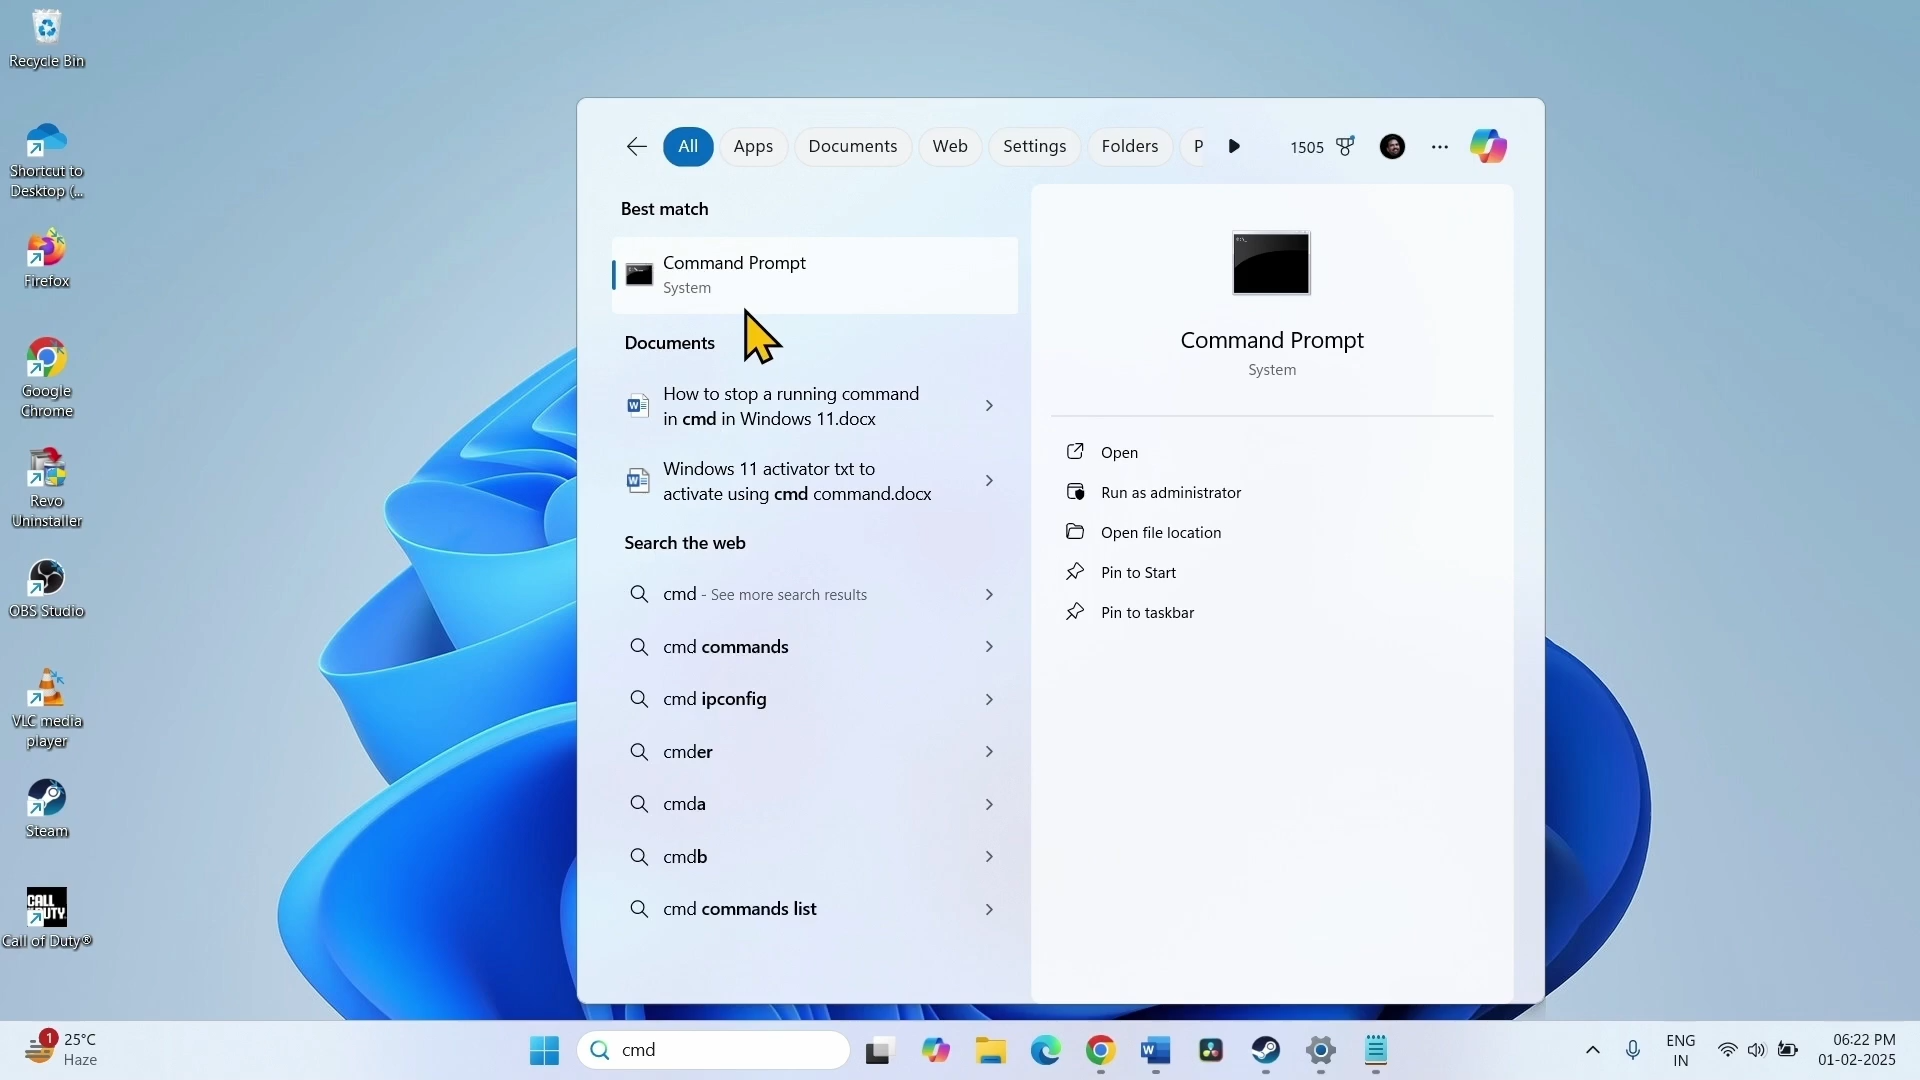 Recycle Bin
Shortcut to
Desktop (...
Firefox
Google
Chrome
Revo
Uninstaller
OBS Studio
VLC media
player
Steam
CALL
DUTY
Call of Duty®
All
Apps
Documents
Web
Settings
Folders
P
1505
Best match
Command Prompt
System
Documents
How to stop a running command
in cmd in Windows 11.docx
Windows 11 activator txt to
activate using cmd command.docx
Search the web
cmd - See more search results
cmd commands
cmd ipconfig
cmder
cmda
cmdb
cmd commands list
Command Prompt
System
Open
Run as administrator
Open file location
Pin to Start
Pin to taskbar
1
25°C
Haze
cmd
ENG
IN
06:22 PM
01-02-2025